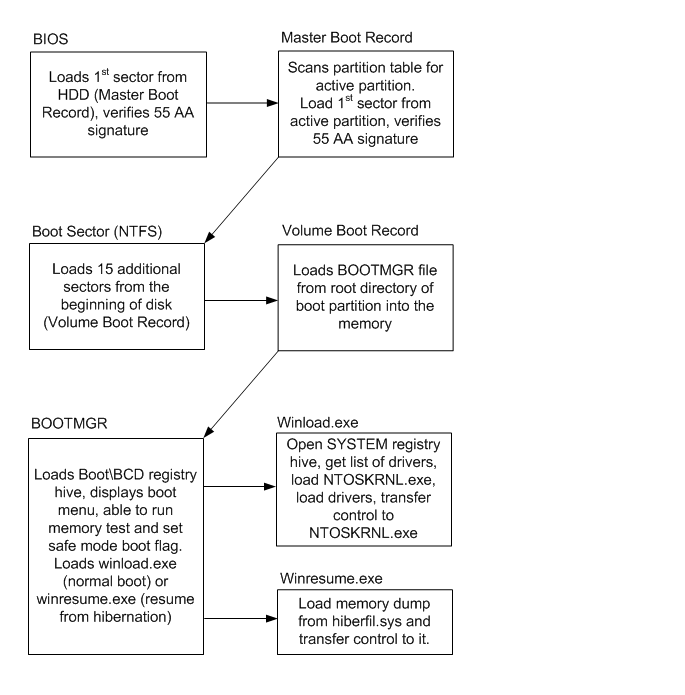 BIOS
Loads 1st sector from
HDD (Master Boot
Record), verifies 55 AA
signature
Master Boot Record
Scans partition table for
active partition.
Load 1st sector from
active partition, verifies
55 AA signature
Boot Sector (NTFS)
Loads 15 additional
sectors from the
beginning of disk
(Volume Boot Record)
Volume Boot Record
Loads BOOTMGR file
from root directory of
boot partition into the
memory
BOOTMGR
Loads Boot\BCD registry
hive, displays boot
menu, able to run
memory test and set
safe mode boot flag.
Loads winload.exe
(normal boot) or
winresume.exe (resume
from hibernation)
Winload.exe
Open SYSTEM registry
hive, get list of drivers,
load NTOSKRNL.exe,
load drivers, transfer
control to
NTOSKRNL.exe
Winresume.exe
Load memory dump
from hiberfil.sys and
transfer control to it.